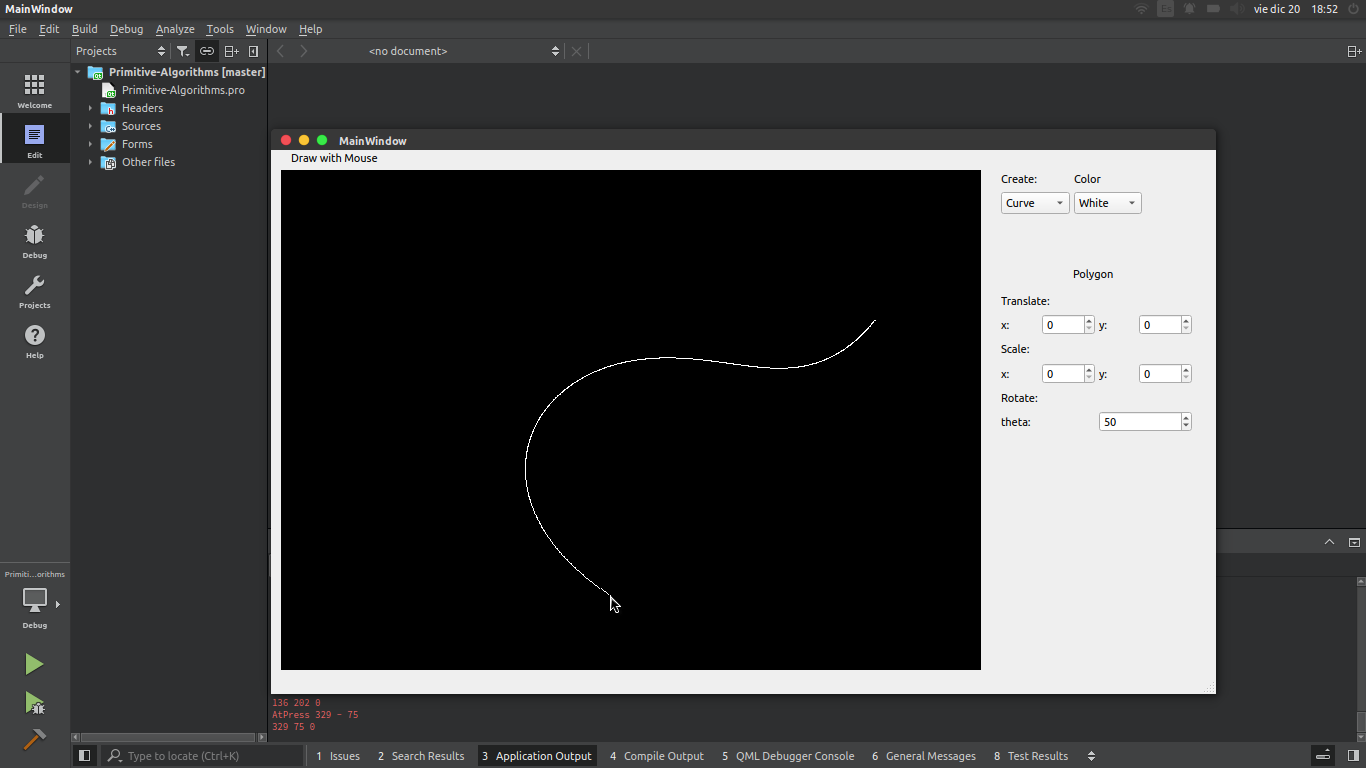 MainWindow
Es
vie dic 20 18:52
File Edit Build Debug Analyze Tools Window Help
Projects
<no document>
Welcome
Edit
Design
Debug
Projects
Help
Primiti...orithms
Debug
Primitive-Algorithms [master]
Primitive-Algorithms.pro
Headers
Sources
Forms
Other files
MainWindow
Draw with Mouse
Create: Color
Curve White
Polygon
Translate:
x: 0 y: 0
Scale:
x: 0 y: 0
Rotate:
theta: 50
136 202 0
AtPress 329 - 75
329 75 0
Type to locate (Ctrl+K)
1 Issues 2 Search Results 3 Application Output 4 Compile Output 5 QML Debugger Console 6 General Messages 8 Test Results